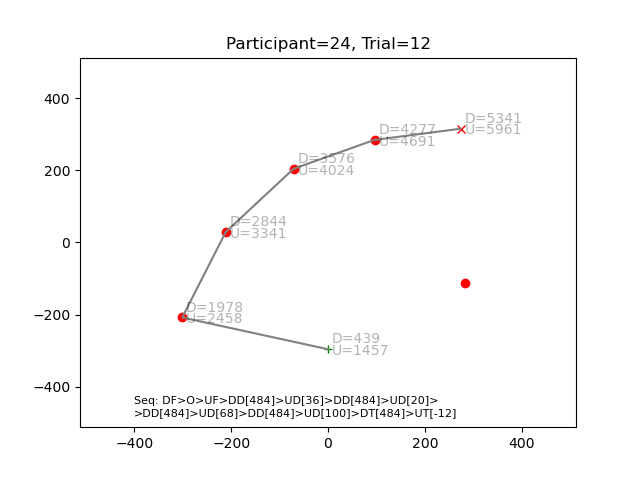 Participant=24, Trial=12
400
200
0
−200
−400
D=5341
U=5961
D=4277
U=4691
D=3576
U=4024
D=2844
U=3341
D=1978
U=2458
D=439
U=1457
Seq: DF>O>UF>DD[484]>UD[36]>DD[484]>UD[20]>
>DD[484]>UD[68]>DD[484]>UD[100]>DT[484]>UT[-12]
−400 −200 0 200 400